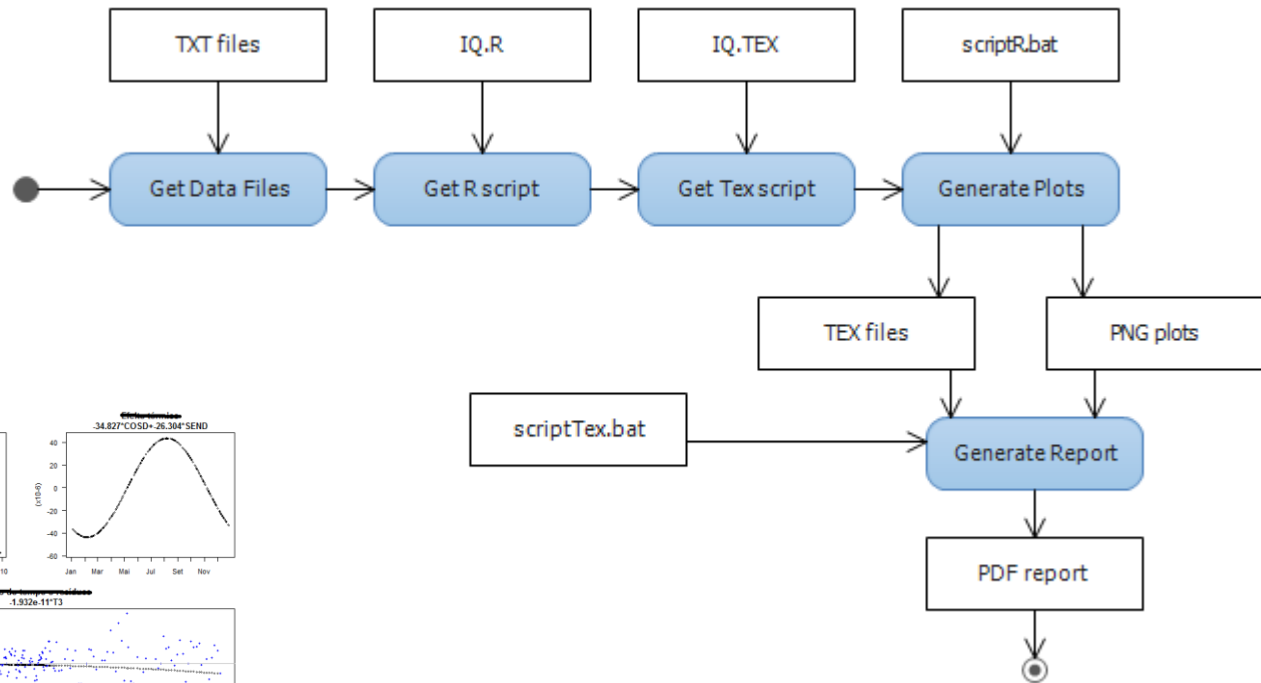 TXT files
IQ.R
IQ.TEX
scriptR.bat
Get Data Files
Get R script
Get Tex script
Generate Plots
TEX files
PNG plots
scriptTex.bat
Generate Report
PDF report
-34.827*COSD+-26.304*SEND
(x10-6)
40
20
0
-20
-40
-60
Jan Mar Mai Jul Set Nov
10
-1.932e-11*T3